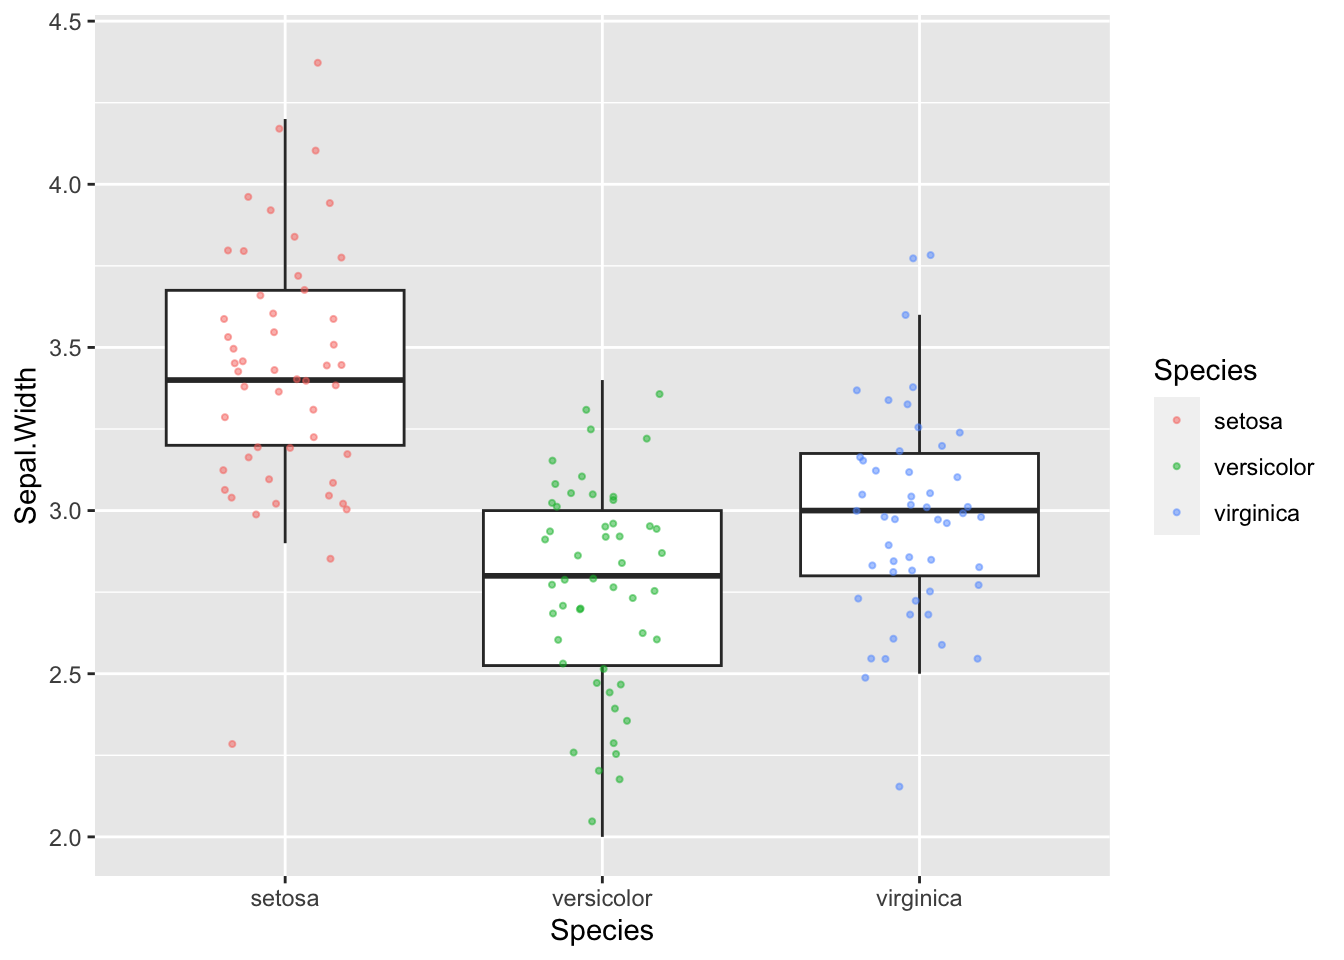 4.5
4.0
3.5
3.0
2.5
2.0
Sepal.Width
setosa
versicolor
virginica
Species
Species
setosa
versicolor
virginica